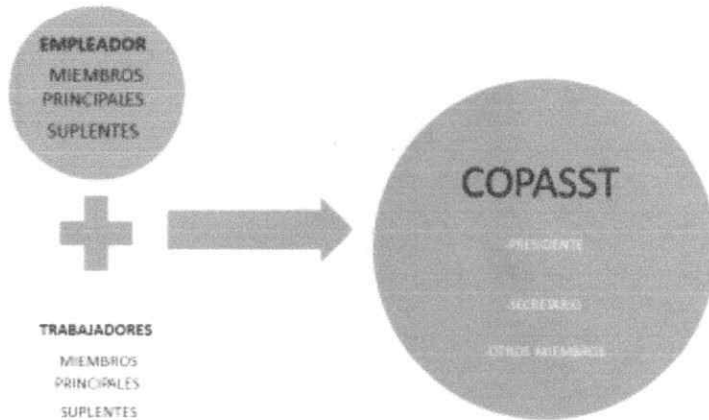 EMPLEADOR
MIEMBROS
PRINCIPALES
SUPLENTES
TRABAJADORES
MIEMBROS
PRINCIPALES
SUPLENTES
COPASST
PRESIDENTE
SECRETARIO
OTROS MIEMBROS